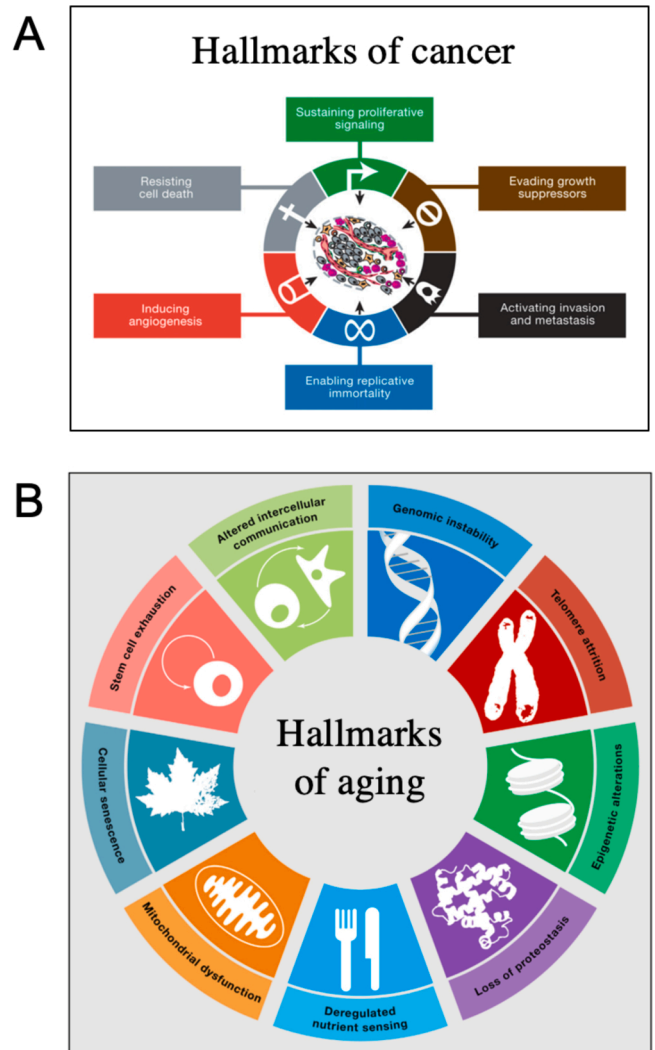 A
Hallmarks of cancer
Sustaining proliferative
signaling
Resisting
cell death
Evading growth
suppressors
Inducing
angiogenesis
Activating invasion
and metastasis
Enabling replicative
immortality
B
Altered intercellular
communication
Genomic instability
Stem cell exhaustion
Telomere attrition
Hallmarks
of aging
Cellular senescence
Epigenetic alterations
Mitochondrial dysfunction
Loss of proteostasis
Deregulated
nutrient sensing